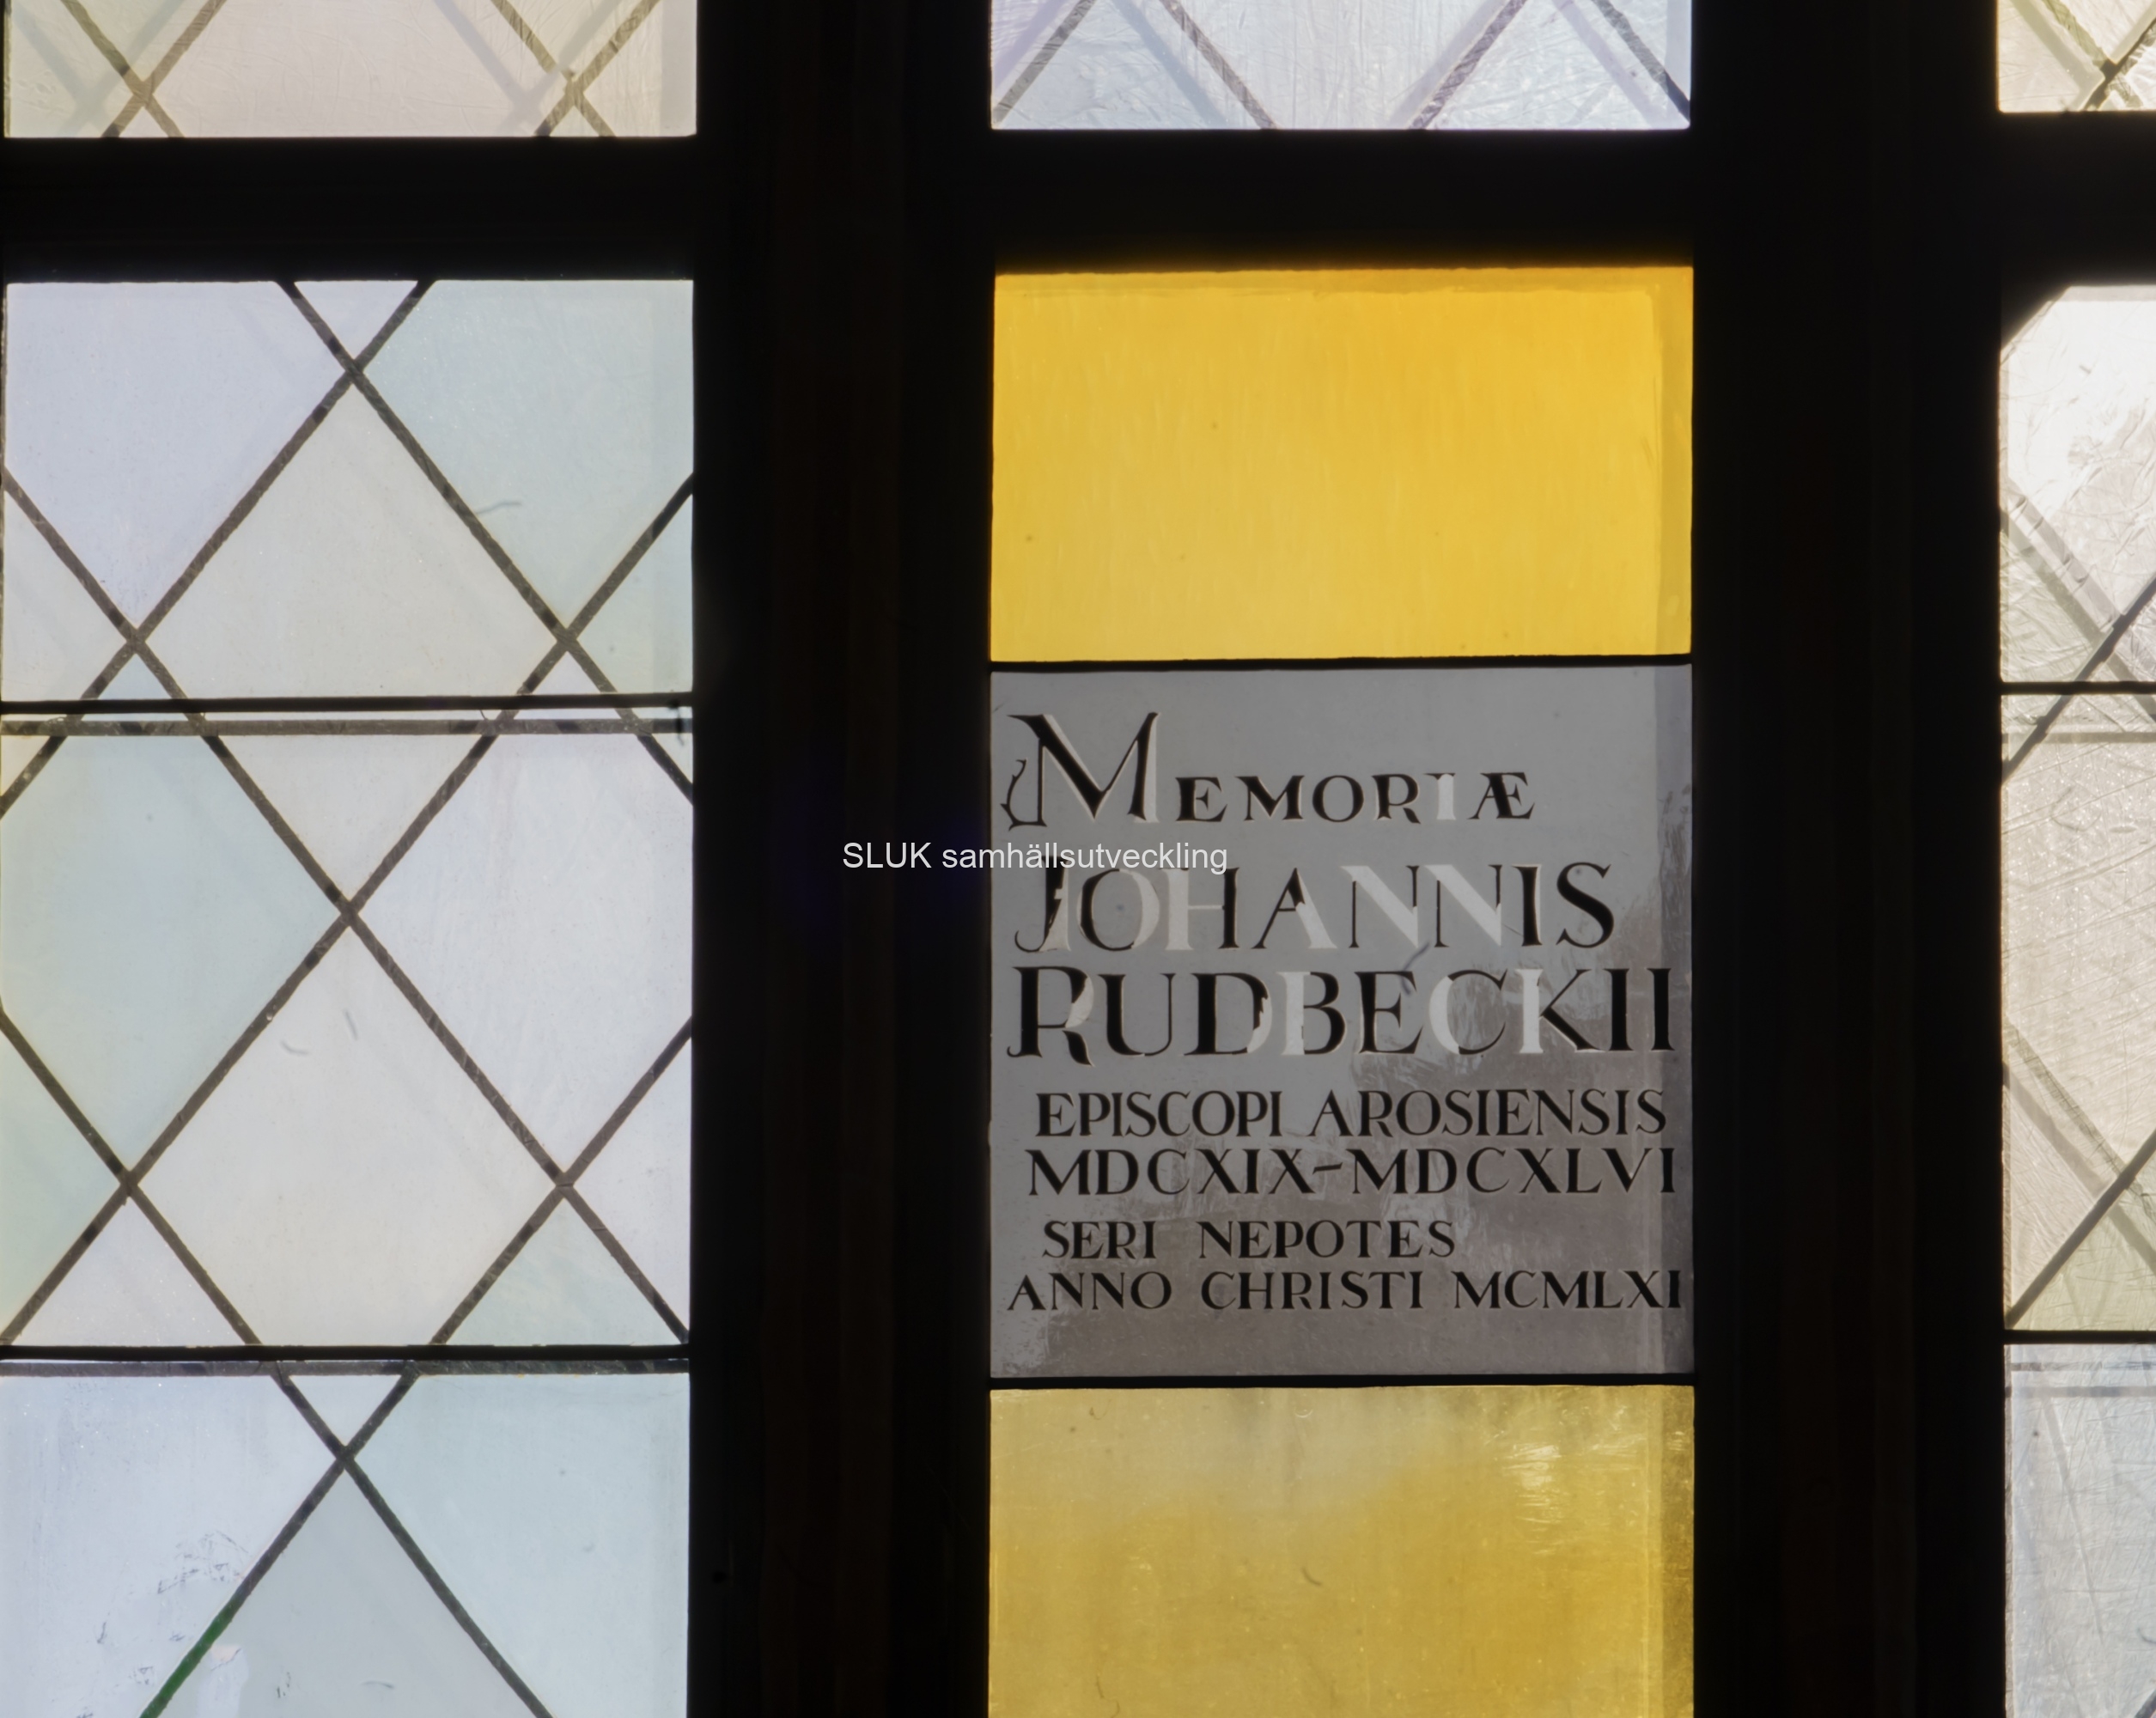 MEMORIÆ
SLUK samhällsutveckling
JOHANNIS
RUDBECKII
EPISCOPI AROSIENSIS
MDCXIX-MDCXLVI
SERI NEPOTES
ANNO CHRISTI MCMLXI